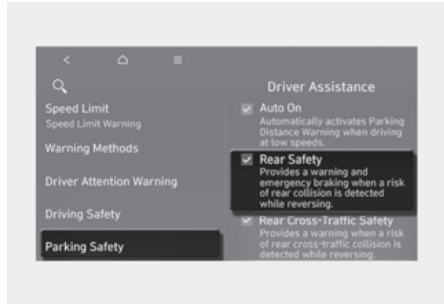 Driver Assistance
Speed Limit
Speed Limit Warning
Warning Methods
Driver Attention Warning
Driving Safety
Parking Safety
Auto On
Automatically activates Parking
Distance Warning when driving
at low speeds.
Rear Safety
Provides a warning and
emergency braking when a risk
of rear collision is detected
while reversing.
Rear Cross-Traffic Safety
Provides a warning when a risk
of rear cross-traffic collision is
detected while reversing.